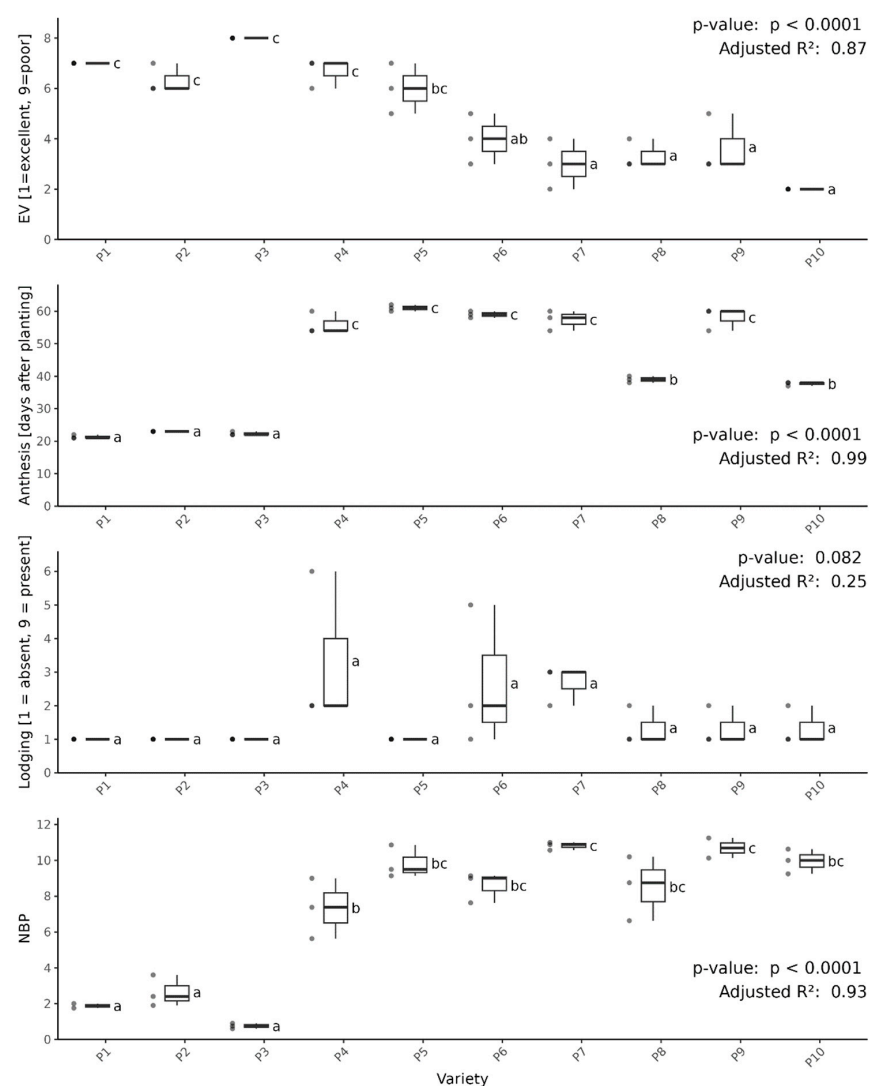 p-value: p < 0.0001
Adjusted R²: 0.87
EV [1=excellent, 9=poor]
8
6
4
2
0
c
c
c
c
bc
ab
a
a
a
a
P1 P2 P3 P4 P5 P6 P7 P8 P9 P10
Anthesis [days after planting]
60
50
40
30
20
10
0
a
a
a
c
c
c
c
b
c
b
p-value: p < 0.0001
Adjusted R²: 0.99
P1 P2 P3 P4 P5 P6 P7 P8 P9 P10
p-value: 0.082
Adjusted R²: 0.25
Lodging [1 = absent, 9 = present]
6
5
4
3
2
1
0
a
a
a
a
a
a
a
a
a
a
P1 P2 P3 P4 P5 P6 P7 P8 P9 P10
NBP
12
10
8
6
4
2
0
a
a
a
b
bc
bc
c
bc
c
bc
p-value: p < 0.0001
Adjusted R²: 0.93
P1 P2 P3 P4 P5 P6 P7 P8 P9 P10
Variety